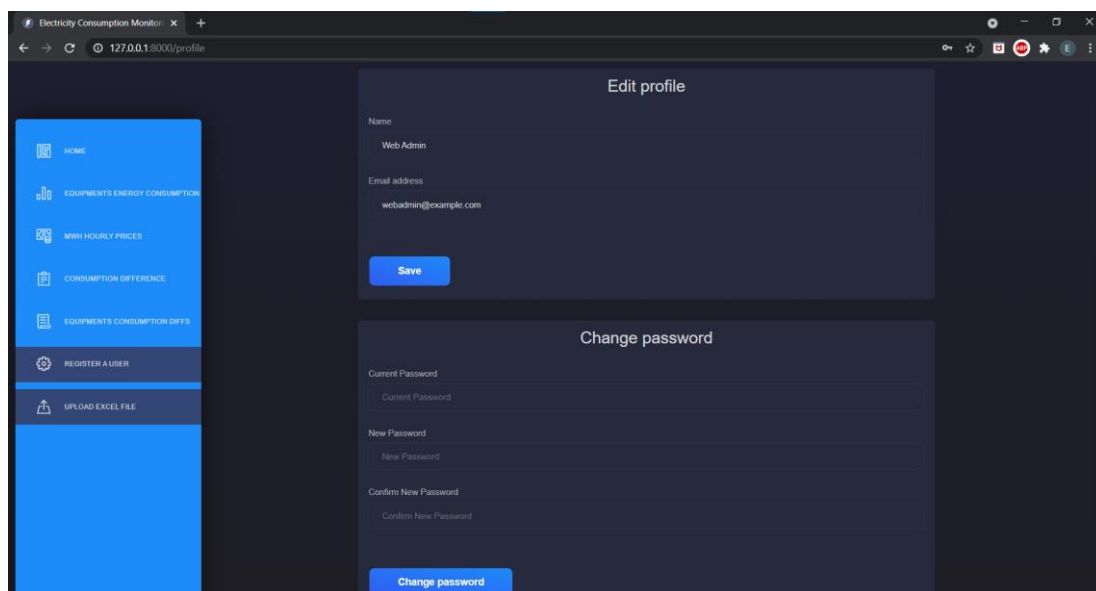 Electricity Consumption Monitori
127.0.0.1:8000/profile
ABP
E
HOME
EQUIPMENTS ENERGY CONSUMPTION
MWH HOURLY PRICES
CONSUMPTION DIFFERENCE
EQUIPMENTS CONSUMPTION DIFFS
REGISTER A USER
UPLOAD EXCEL FILE
Edit profile
Name
Web Admin
Email address
webadmin@example.com
Save
Change password
Current Password
Current Password
New Password
New Password
Confirm New Password
Confirm New Password
Change password